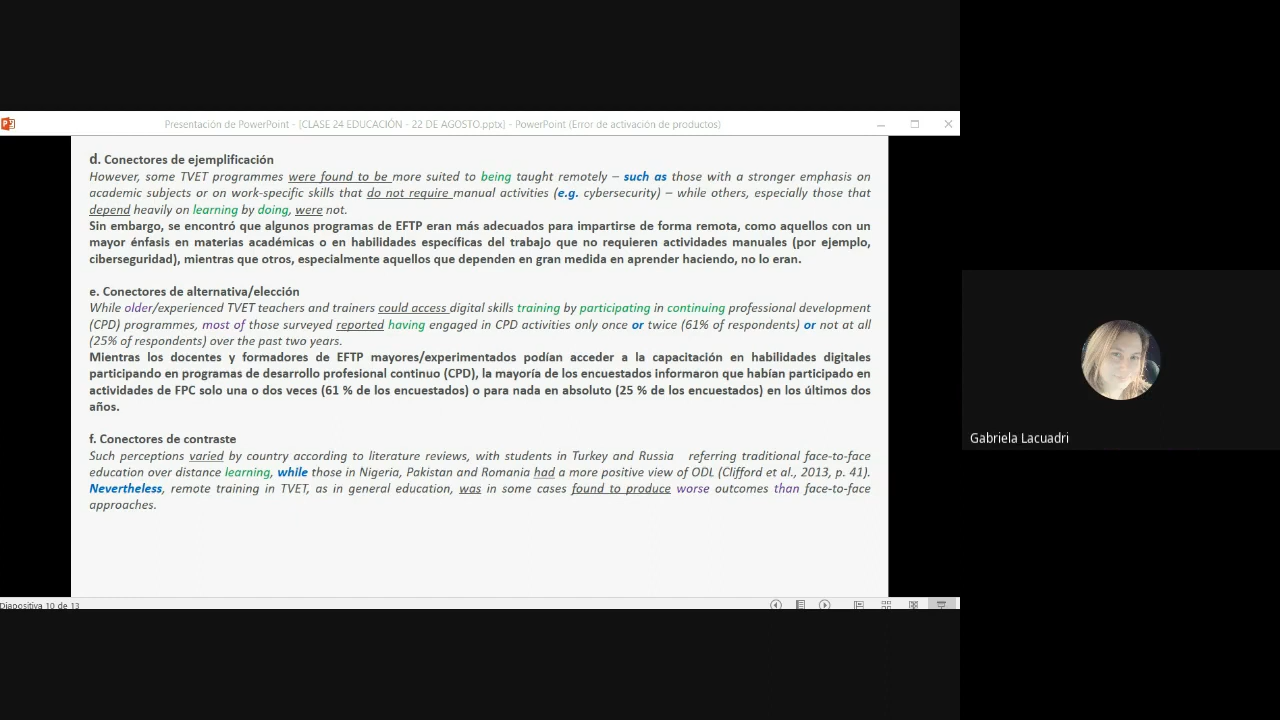 Presentación de PowerPoint - [CLASE 24 EDUCACIÓN - 22 DE AGOSTO.pptx] - PowerPoint (Error de activación de productos)
d. Conectores de ejemplificación
However, some TVET programmes were found to be more suited to being taught remotely – such as those with a stronger emphasis on
academic subjects or on work-specific skills that do not require manual activities (e.g. cybersecurity) – while others, especially those that
depend heavily on learning by doing, were not.
Sin embargo, se encontró que algunos programas de EFTP eran más adecuados para impartirse de forma remota, como aquellos con un
mayor énfasis en materias académicas o en habilidades específicas del trabajo que no requieren actividades manuales (por ejemplo,
ciberseguridad), mientras que otros, especialmente aquellos que dependen en gran medida en aprender haciendo, no lo eran.
e. Conectores de alternativa/elección
While older/experienced TVET teachers and trainers could access digital skills training by participating in continuing professional development
(CPD) programmes, most of those surveyed reported having engaged in CPD activities only once or twice (61% of respondents) or not at all
(25% of respondents) over the past two years.
Mientras los docentes y formadores de EFTP mayores/experimentados podían acceder a la capacitación en habilidades digitales
participando en programas de desarrollo profesional continuo (CPD), la mayoría de los encuestados informaron que habían participado en
actividades de FPC solo una o dos veces (61 % de los encuestados) o para nada en absoluto (25 % de los encuestados) en los últimos dos
años.
f. Conectores de contraste
Such perceptions varied by country according to literature reviews, with students in Turkey and Russia referring traditional face-to-face
education over distance learning, while those in Nigeria, Pakistan and Romania had a more positive view of ODL (Clifford et al., 2013, p. 41).
Nevertheless, remote training in TVET, as in general education, was in some cases found to produce worse outcomes than face-to-face
approaches.
Gabriela Lacuadri
Diapositiva 10 de 13